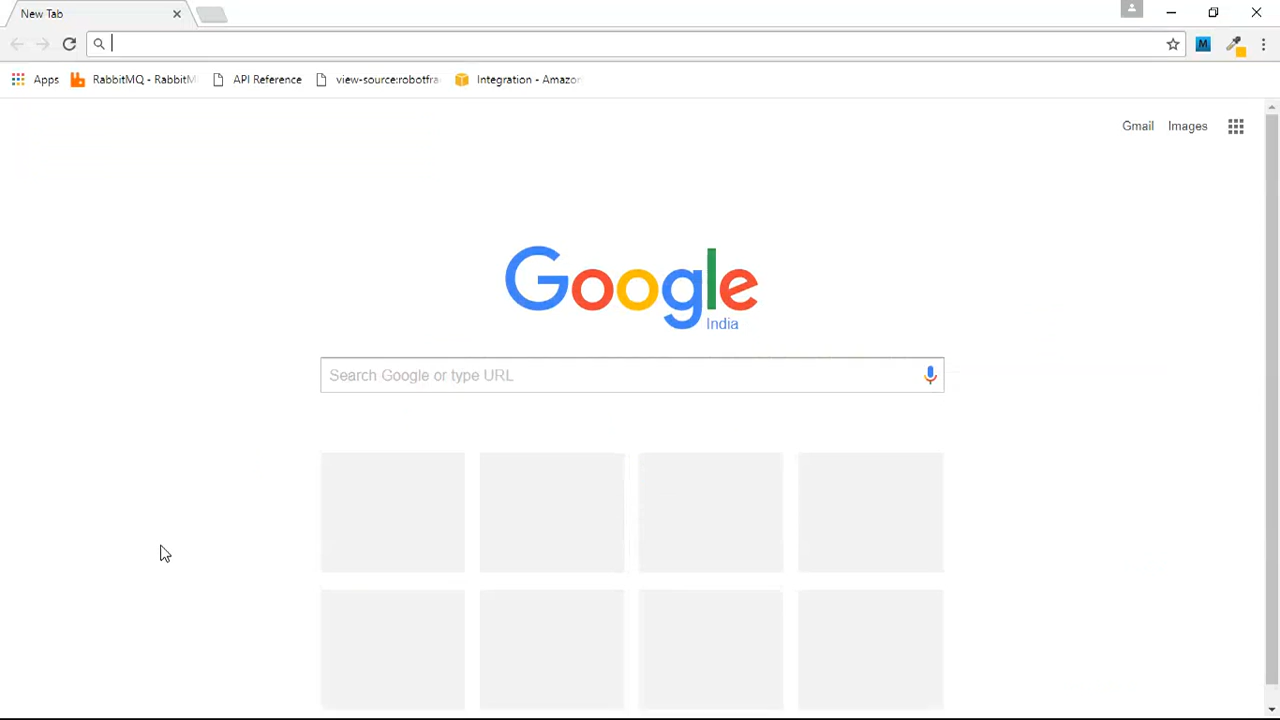 New Tab
Apps RabbitMQ - RabbitM API Reference view-source:robotfra Integration - Amazon
Gmail Images
Google
India
Search Google or type URL